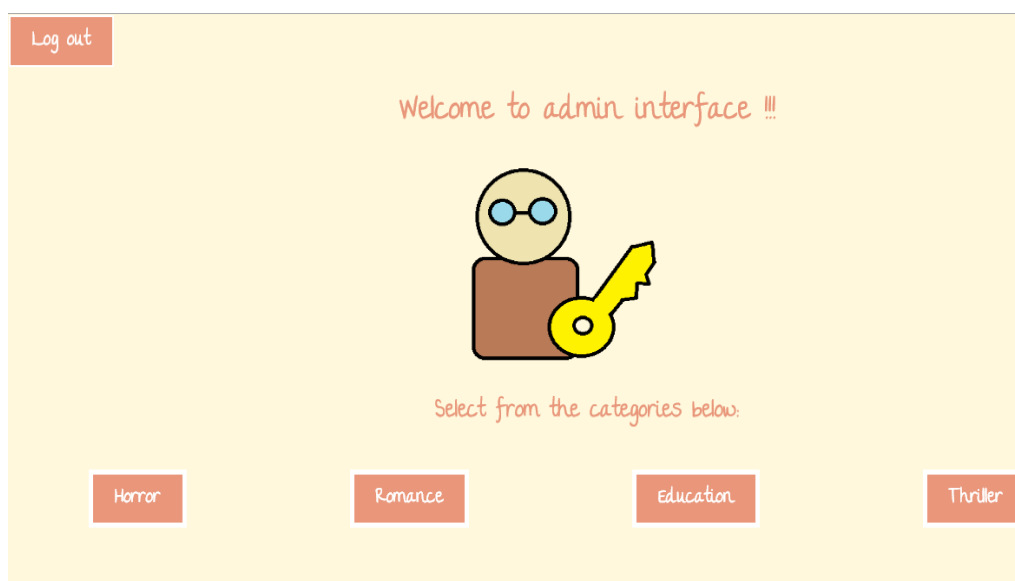 Log out
Welcome to admin interface !!!
Select from the categories below:
Horror Romance Education Thriller